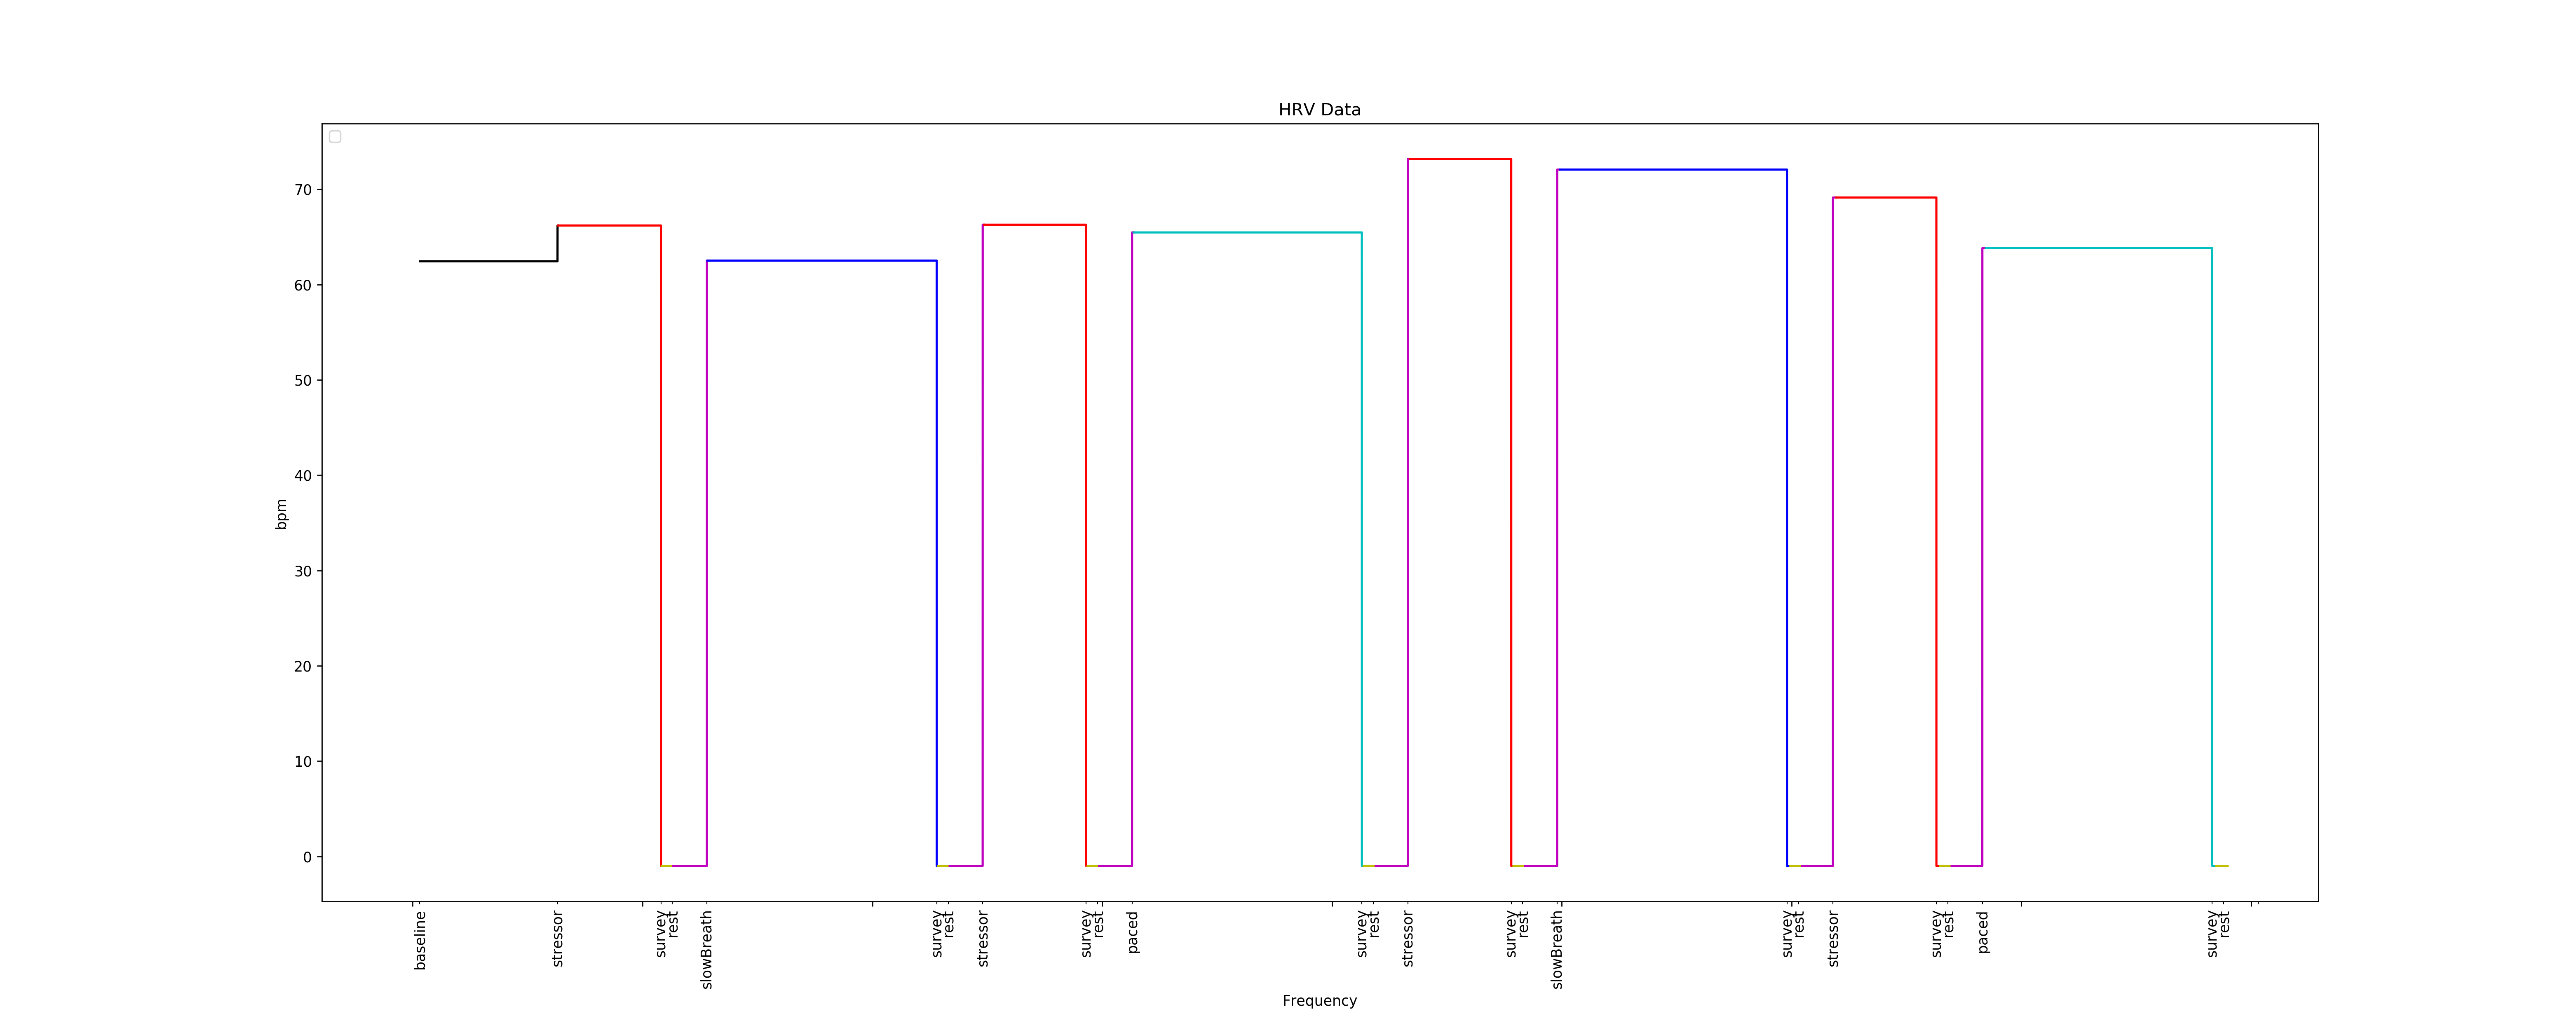 HRV Data
70
60
50
40
30
20
10
0
bpm
baseline
stressor
survey
rest
slowBreath
survey
rest
stressor
survey
rest
paced
survey
rest
stressor
survey
rest
slowBreath
survey
rest
stressor
survey
rest
paced
survey
rest
Frequency